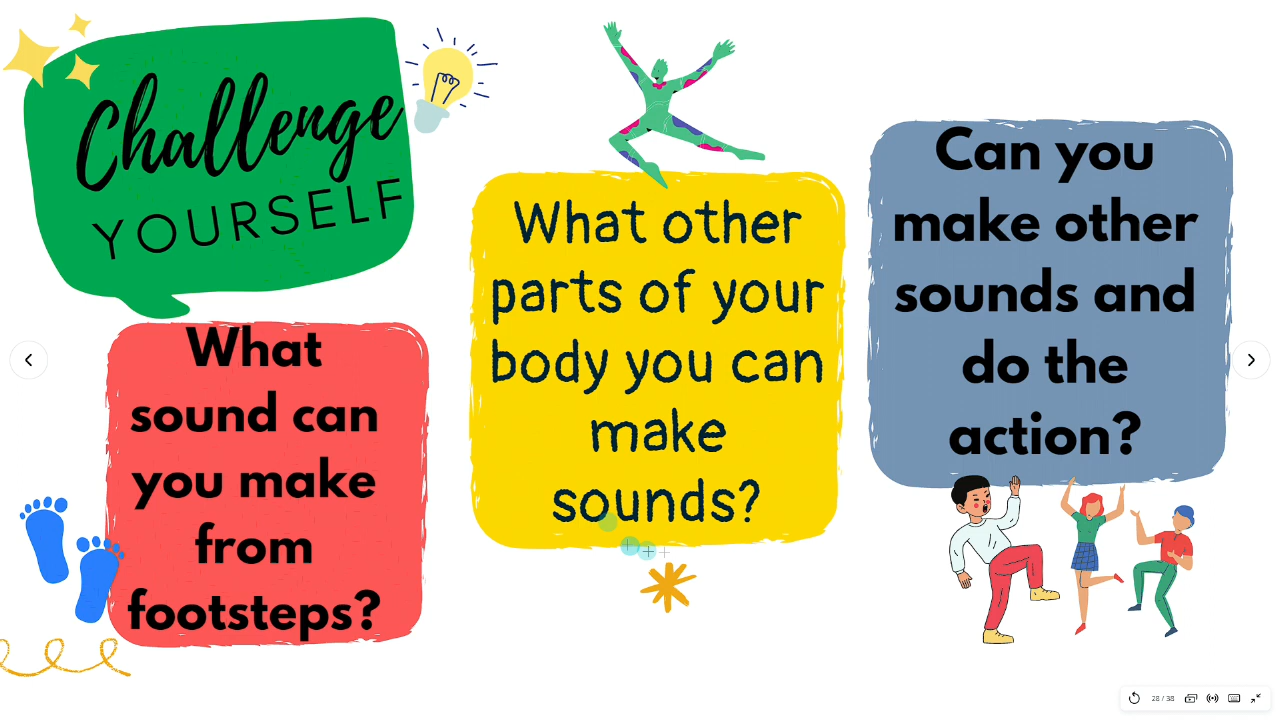 Challenge
YOURSELF
What
sound can
you make
from
footsteps?
What other
parts of your
body you can
make
sounds?
Can you
make other
sounds and
do the
action?
28 / 38